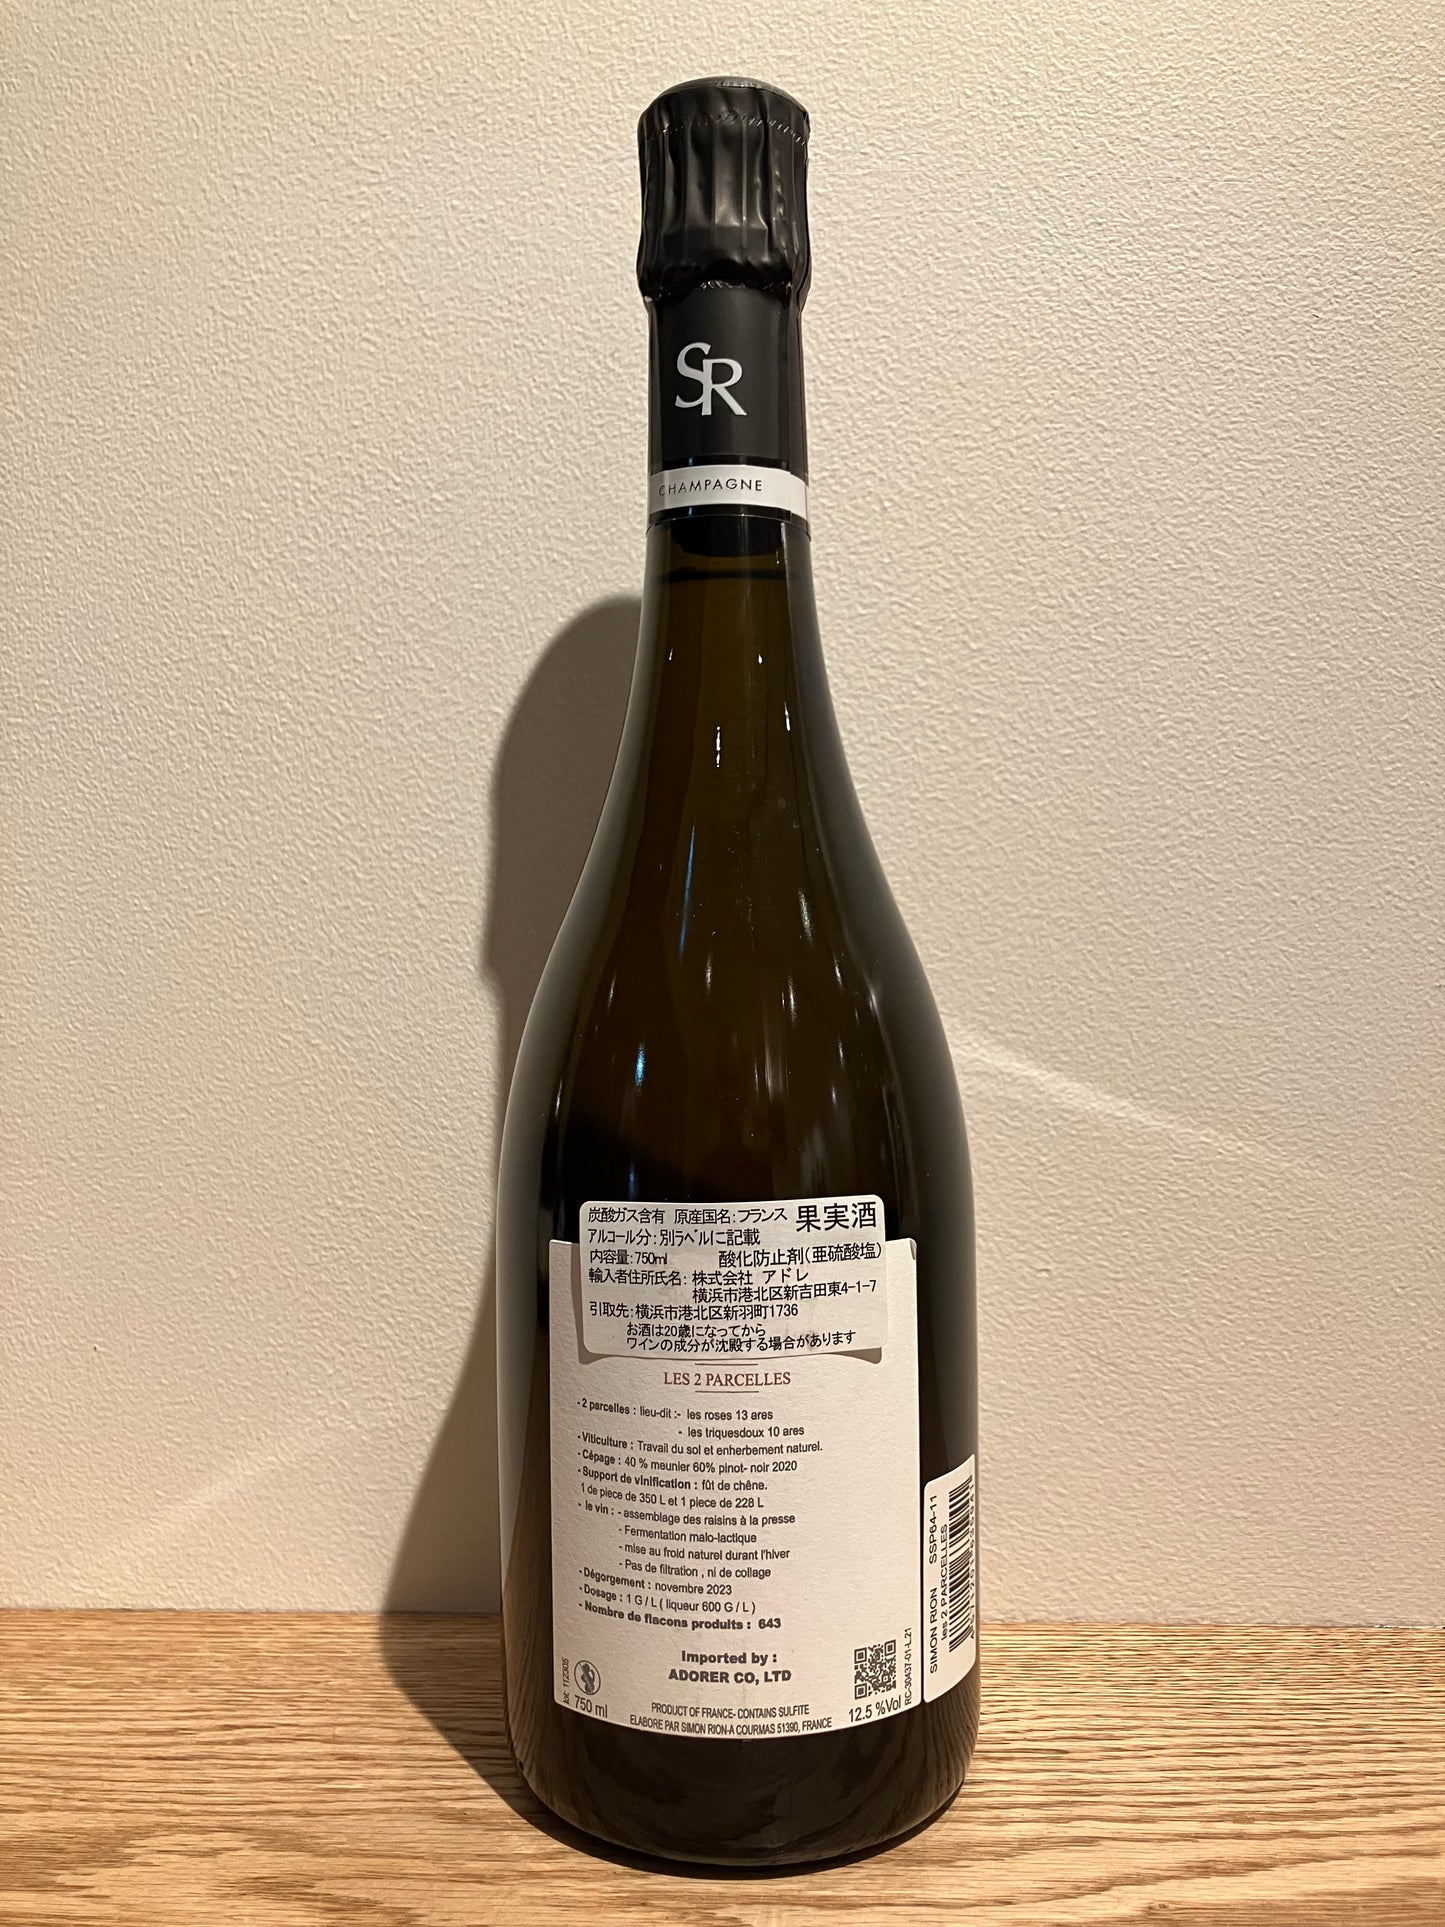 SR
CHAMPAGNE
炭酸ガス含有 原産国名:フランス 果実酒
アルコール分:別ラベルに記載
内容量:750ml 酸化防止剤(亜硫酸塩)
輸入者住所氏名: 株式会社 アドレ
横浜市港北区新吉田東4-1-7
引取先:横浜市港北区新羽町1736
お酒は20歳になってから
ワインの成分が沈殿する場合があります
LES 2 PARCELLES
- 2 parcelles : lieu-dit :- les roses 13 ares
- les triquesdoux 10 ares
- Viticulture : Travail du sol et enherbement naturel.
- Cépage : 40 % meunier 60% pinot- noir 2020
- Support de vinification : fût de chêne.
1 de piece de 350 L et 1 piece de 228 L
- le vin : - assemblage des raisins à la presse
- Fermentation malo-lactique
- mise au froid naturel durant l'hiver
- Pas de filtration , ni de collage
- Dégorgement : novembre 2023
- Dosage : 1 G / L ( liqueur 600 G / L )
- Nombre de flacons produits : 643
Imported by :
ADORER CO, LTD
lot: 112305
750 ml
PRODUCT OF FRANCE- CONTAINS SULFITE
ELABORE PAR SIMON RION-A COURMAS 51390, FRANCE
12.5 %Vol
RC-30437-01-L.21
SIMON RION SSP64-11
les 2 PARCELLES